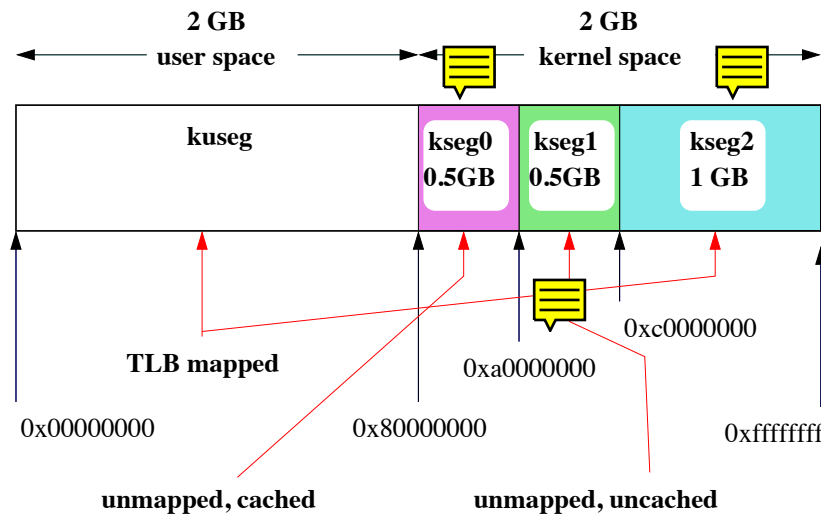 2 GB
user space
2 GB
kernel space
kuseg
kseg0
0.5GB
kseg1
0.5GB
kseg2
1 GB
TLB mapped
0xc0000000
0xa0000000
0x00000000
0x80000000
0xffffffff
unmapped, cached
unmapped, uncached